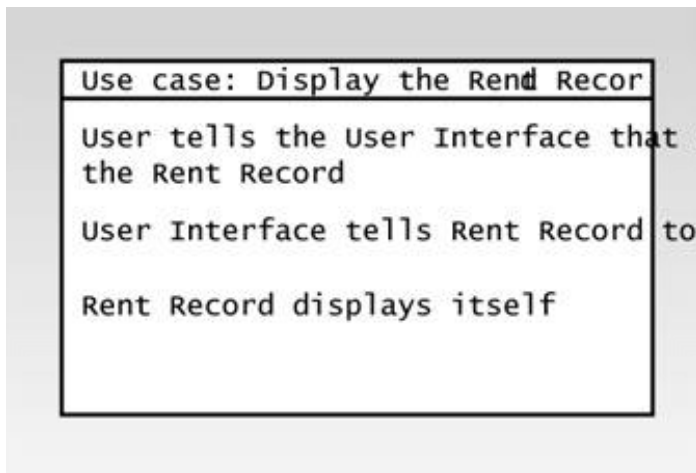 Use case: Display the Rent Recor
User tells the User Interface that
the Rent Record
User Interface tells Rent Record to
Rent Record displays itself